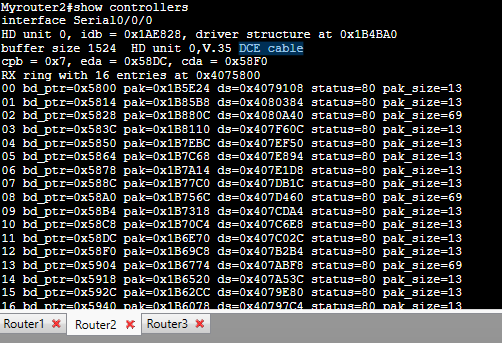 Myrouter2#show controllers
interface Serial0/0/0
HD unit 0, idb = 0x1AE828, driver structure at 0x1B4BA0
buffer size 1524 HD unit 0,V.35 DCE cable
cpb = 0x7, eda = 0x58DC, cda = 0x58F0
RX ring with 16 entries at 0x4075800
00 bd_ptr=0x5800 pak=0x1B5E24 ds=0x4079108 status=80 pak_size=13
01 bd_ptr=0x5814 pak=0x1B85B8 ds=0x4080384 status=80 pak_size=13
02 bd_ptr=0x5828 pak=0x1B880C ds=0x4080A40 status=80 pak_size=69
03 bd_ptr=0x583C pak=0x1B8110 ds=0x407F60C status=80 pak_size=13
04 bd_ptr=0x5850 pak=0x1B7EBC ds=0x407EF50 status=80 pak_size=13
05 bd_ptr=0x5864 pak=0x1B7C68 ds=0x407E894 status=80 pak_size=13
06 bd_ptr=0x5878 pak=0x1B7A14 ds=0x407E1D8 status=80 pak_size=13
07 bd_ptr=0x588C pak=0x1B77C0 ds=0x407DB1C status=80 pak_size=13
08 bd_ptr=0x58A0 pak=0x1B756C ds=0x407D460 status=80 pak_size=69
09 bd_ptr=0x58B4 pak=0x1B7318 ds=0x407CDA4 status=80 pak_size=13
10 bd_ptr=0x58C8 pak=0x1B70C4 ds=0x407C6E8 status=80 pak_size=13
11 bd_ptr=0x58DC pak=0x1B6E70 ds=0x407C02C status=80 pak_size=13
12 bd_ptr=0x58F0 pak=0x1B69C8 ds=0x407B2B4 status=80 pak_size=13
13 bd_ptr=0x5904 pak=0x1B6774 ds=0x407ABF8 status=80 pak_size=69
14 bd_ptr=0x5918 pak=0x1B6520 ds=0x407A53C status=80 pak_size=13
15 bd_ptr=0x592C pak=0x1B62CC ds=0x4079E80 status=80 pak_size=13
16 bd_ptr=0x5940 pak=0x1B6078 ds=0x40797C4 status=80 pak_size=13
Router1 Router2 Router3